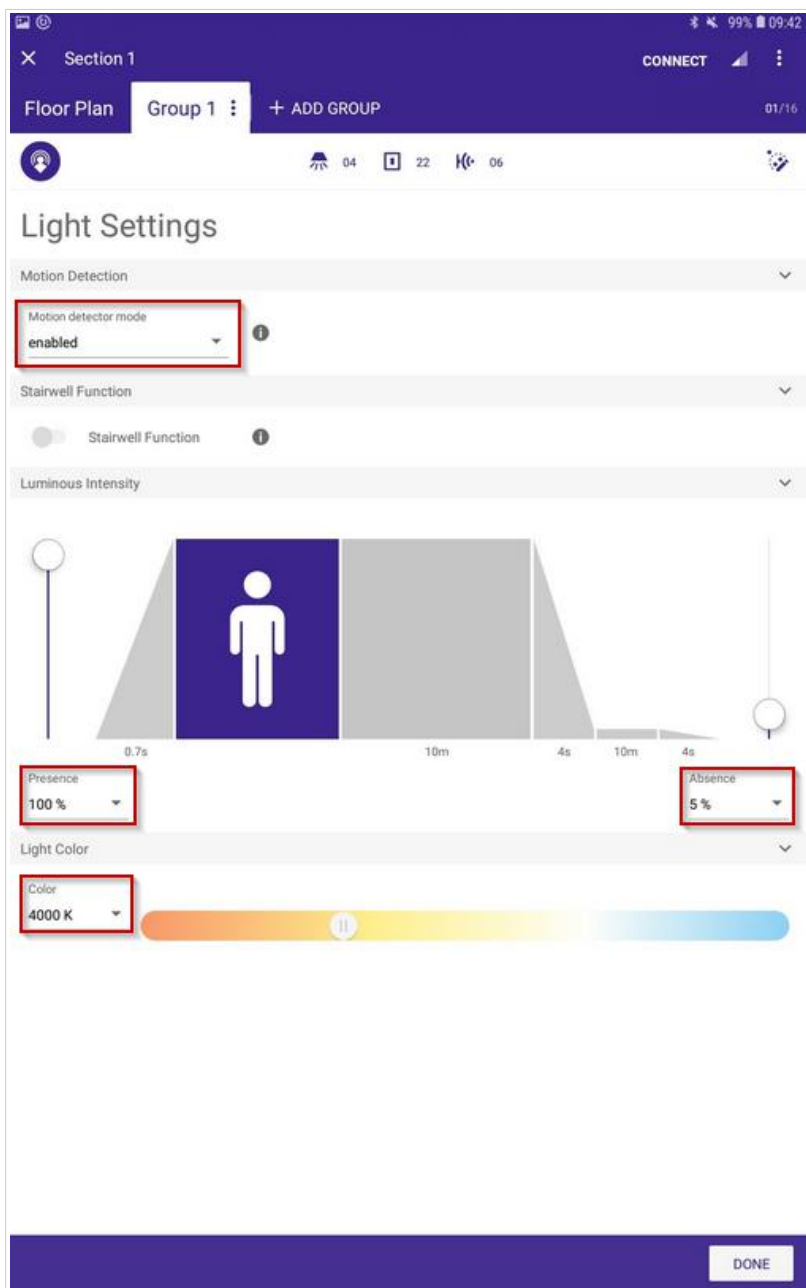 99% 09:42
Section 1 CONNECT
Floor Plan Group 1 + ADD GROUP 01/16
04 22 06
Light Settings
Motion Detection
Motion detector mode
enabled
Stairwell Function
Stairwell Function
Luminous Intensity
0.7s 10m 4s 10m 4s
Presence Absence
100 % 5 %
Light Color
Color
4000 K
DONE